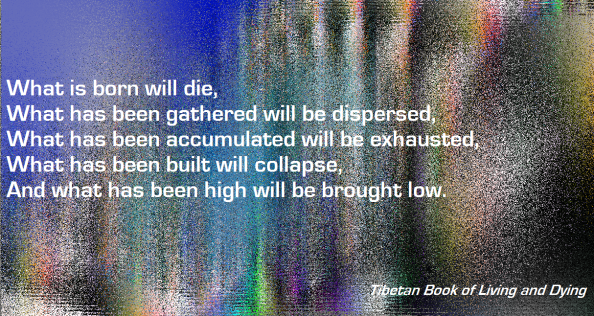 What is born will die,
What has been gathered will be dispersed,
What has been accumulated will be exhausted,
What has been built will collapse,
And what has been high will be brought low.
Tibetan Book of Living and Dying